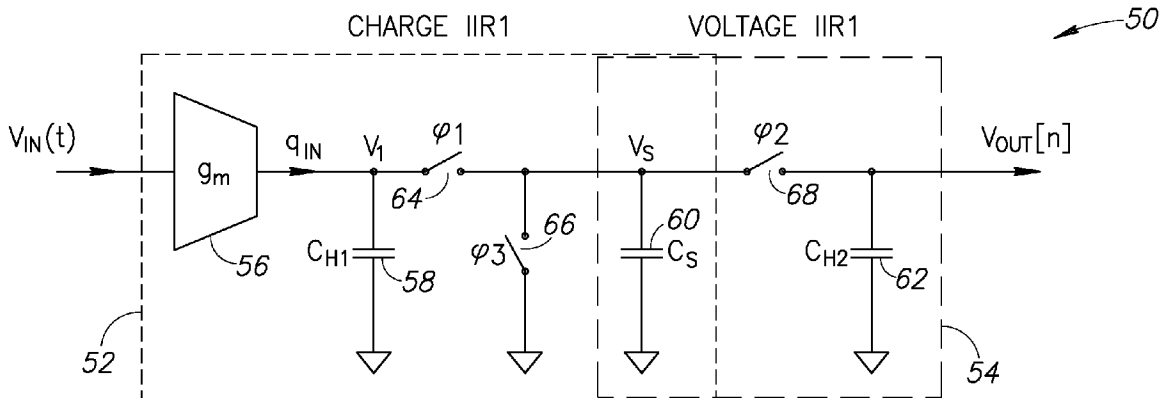 CHARGE IIR1 VOLTAGE IIR1 50
V_IN(t) g_m q_IN V_1 φ1 V_S φ2 V_OUT[n]
64 68
56 C_H1 58 φ3 66 60 C_S C_H2 62
52 54